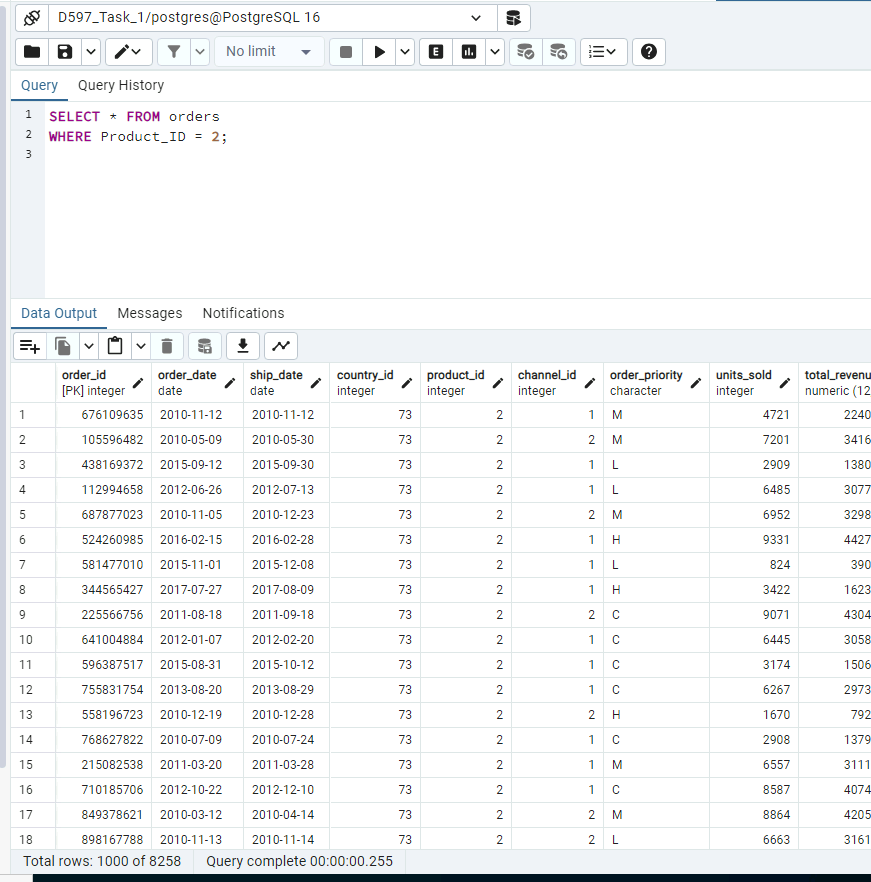 D597_Task_1/postgres@PostgreSQL 16
No limit
E
Query Query History
1 SELECT * FROM orders
2 WHERE Product_ID = 2;
3
Data Output Messages Notifications
order_id order_date ship_date country_id product_id channel_id order_priority units_sold total_revenu
[PK] integer date date integer integer integer character integer numeric (12
1 676109635 2010-11-12 2010-11-12 73 2 1 M 4721 2240
2 105596482 2010-05-09 2010-05-30 73 2 2 M 7201 3416
3 438169372 2015-09-12 2015-09-30 73 2 1 L 2909 1380
4 112994658 2012-06-26 2012-07-13 73 2 1 L 6485 3077
5 687877023 2010-11-05 2010-12-23 73 2 2 M 6952 3298
6 524260985 2016-02-15 2016-02-28 73 2 1 H 9331 4427
7 581477010 2015-11-01 2015-12-08 73 2 1 L 824 390
8 344565427 2017-07-27 2017-08-09 73 2 1 H 3422 1623
9 225566756 2011-08-18 2011-09-18 73 2 2 C 9071 4304
10 641004884 2012-01-07 2012-02-20 73 2 1 C 6445 3058
11 596387517 2015-08-31 2015-10-12 73 2 1 C 3174 1506
12 755831754 2013-08-20 2013-08-29 73 2 1 C 6267 2973
13 558196723 2010-12-19 2010-12-28 73 2 2 H 1670 792
14 768627822 2010-07-09 2010-07-24 73 2 1 C 2908 1379
15 215082538 2011-03-20 2011-03-28 73 2 1 M 6557 3111
16 710185706 2012-10-22 2012-12-10 73 2 1 C 8587 4074
17 849378621 2010-03-12 2010-04-14 73 2 2 M 8864 4205
18 898167788 2010-11-13 2010-11-14 73 2 2 L 6663 3161
Total rows: 1000 of 8258 Query complete 00:00:00.255